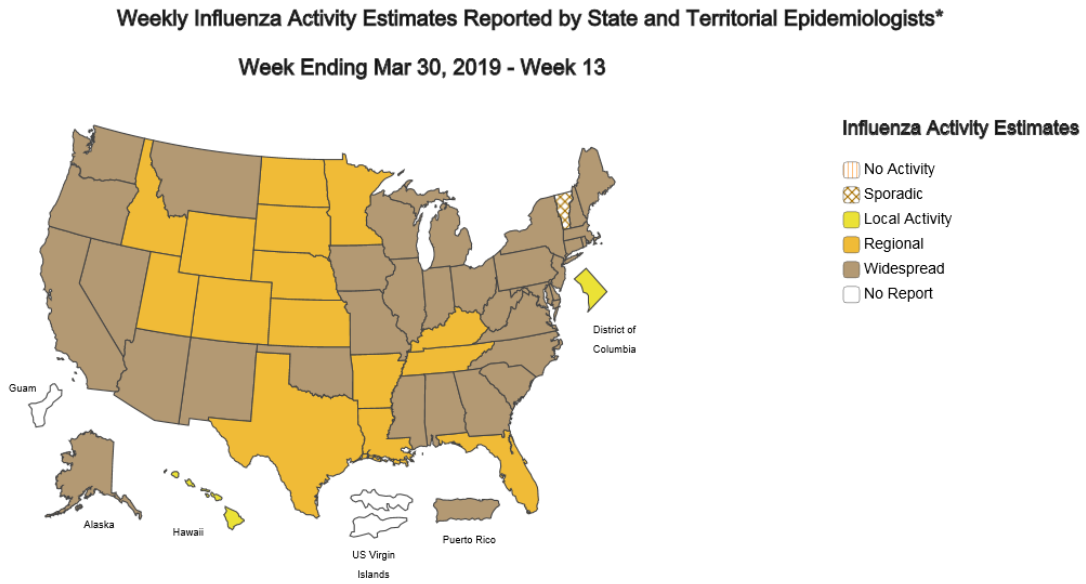 Weekly Influenza Activity Estimates Reported by State and Territorial Epidemiologists*
Week Ending Mar 30, 2019 - Week 13
Influenza Activity Estimates
No Activity
Sporadic
Local Activity
Regional
Widespread
No Report
District of
Columbia
Guam
Alaska
Hawaii
US Virgin
Islands
Puerto Rico